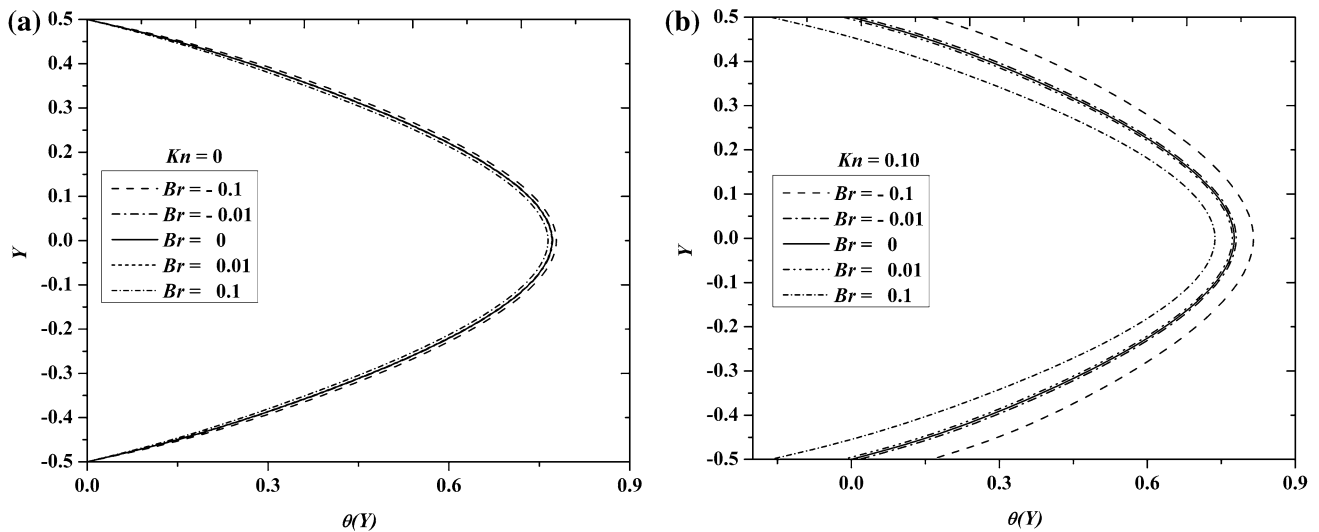 (a)
0.5
0.4
0.3
0.2
0.1
0.0
-0.1
-0.2
-0.3
-0.4
-0.5
Y
Kn = 0
Br = - 0.1
Br = - 0.01
Br = 0
Br = 0.01
Br = 0.1
0.0 0.3 0.6 0.9
θ(Y)
(b)
0.5
0.4
0.3
0.2
0.1
0.0
-0.1
-0.2
-0.3
-0.4
-0.5
Y
Kn = 0.10
Br = - 0.1
Br = - 0.01
Br = 0
Br = 0.01
Br = 0.1
0.0 0.3 0.6 0.9
θ(Y)